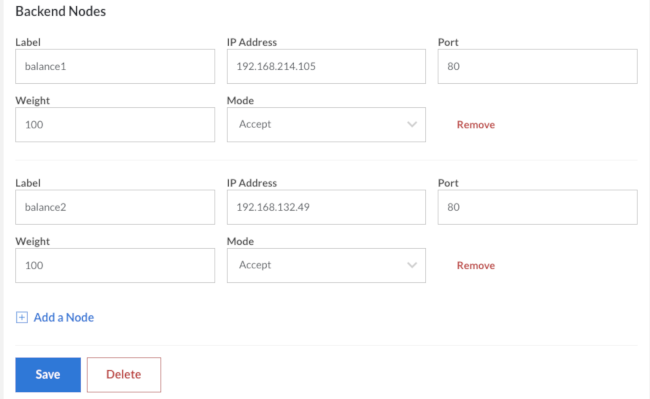 Backend Nodes
Label IP Address Port
balance1 192.168.214.105 80
Weight Mode
100 Accept Remove
Label IP Address Port
balance2 192.168.132.49 80
Weight Mode
100 Accept Remove
Add a Node
Save Delete